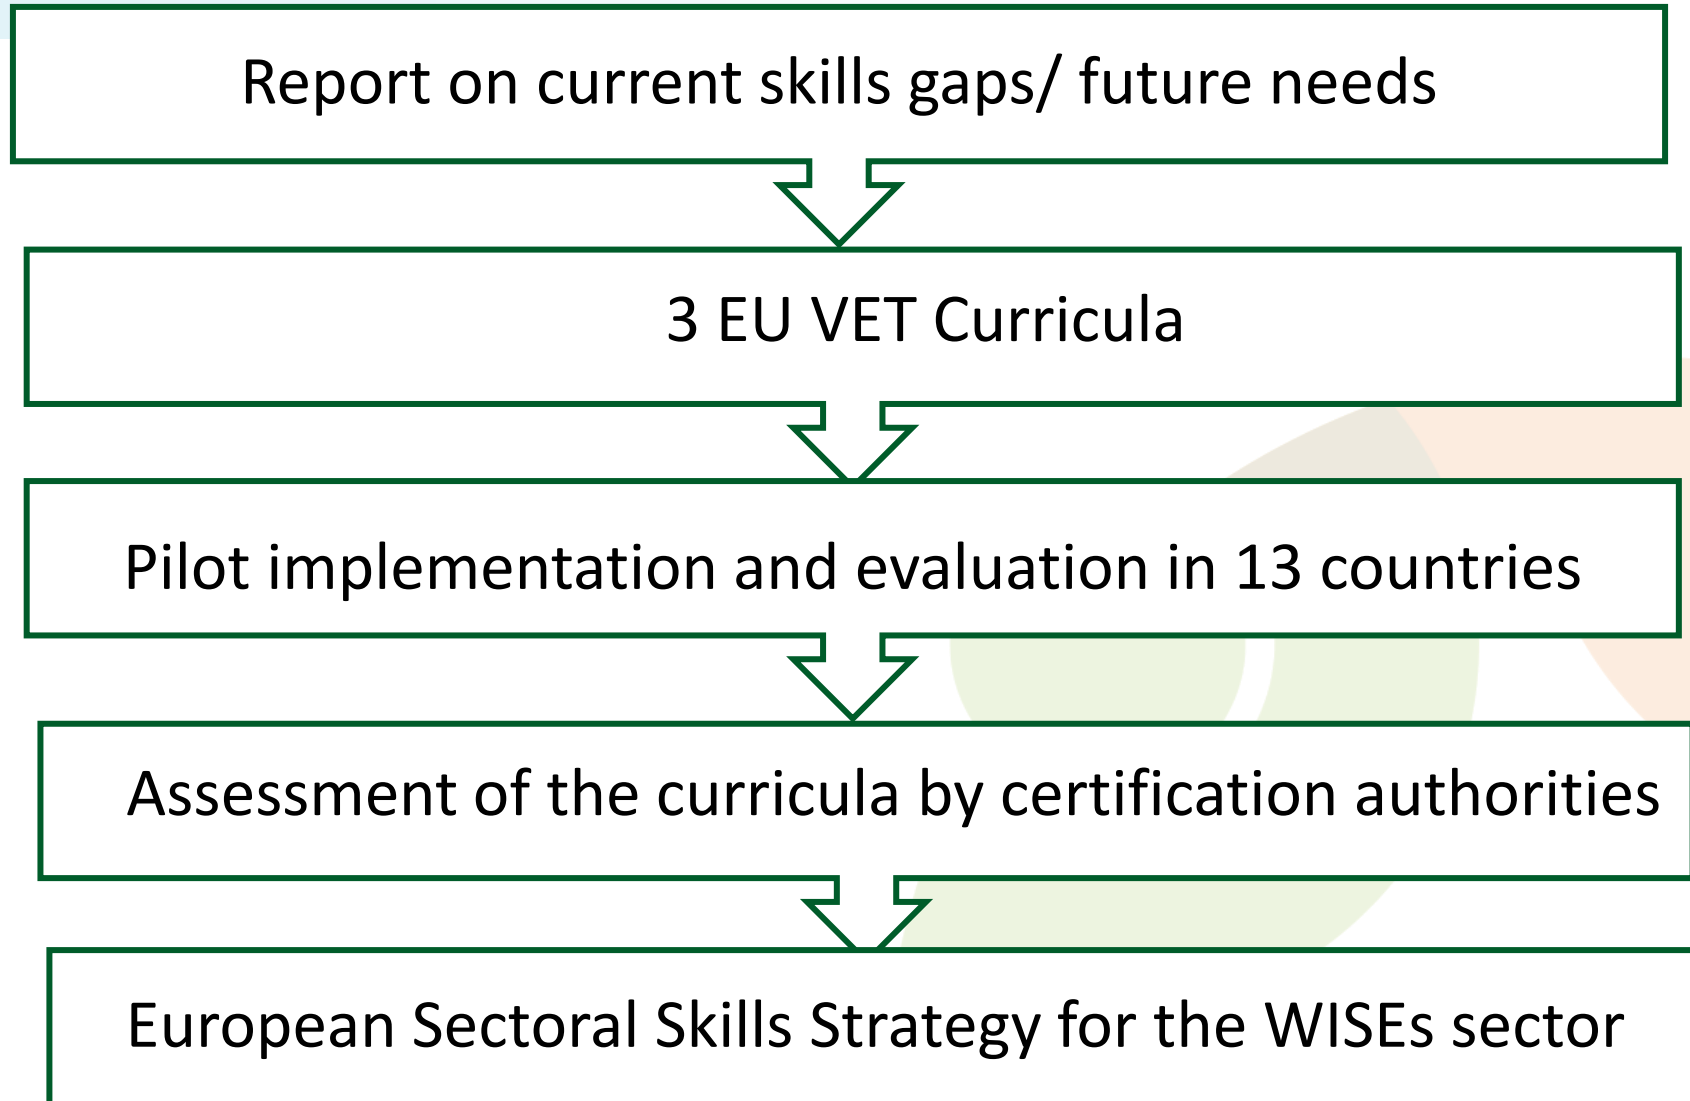 Report on current skills gaps/ future needs
3 EU VET Curricula
Pilot implementation and evaluation in 13 countries
Assessment of the curricula by certification authorities
European Sectoral Skills Strategy for the WISEs sector